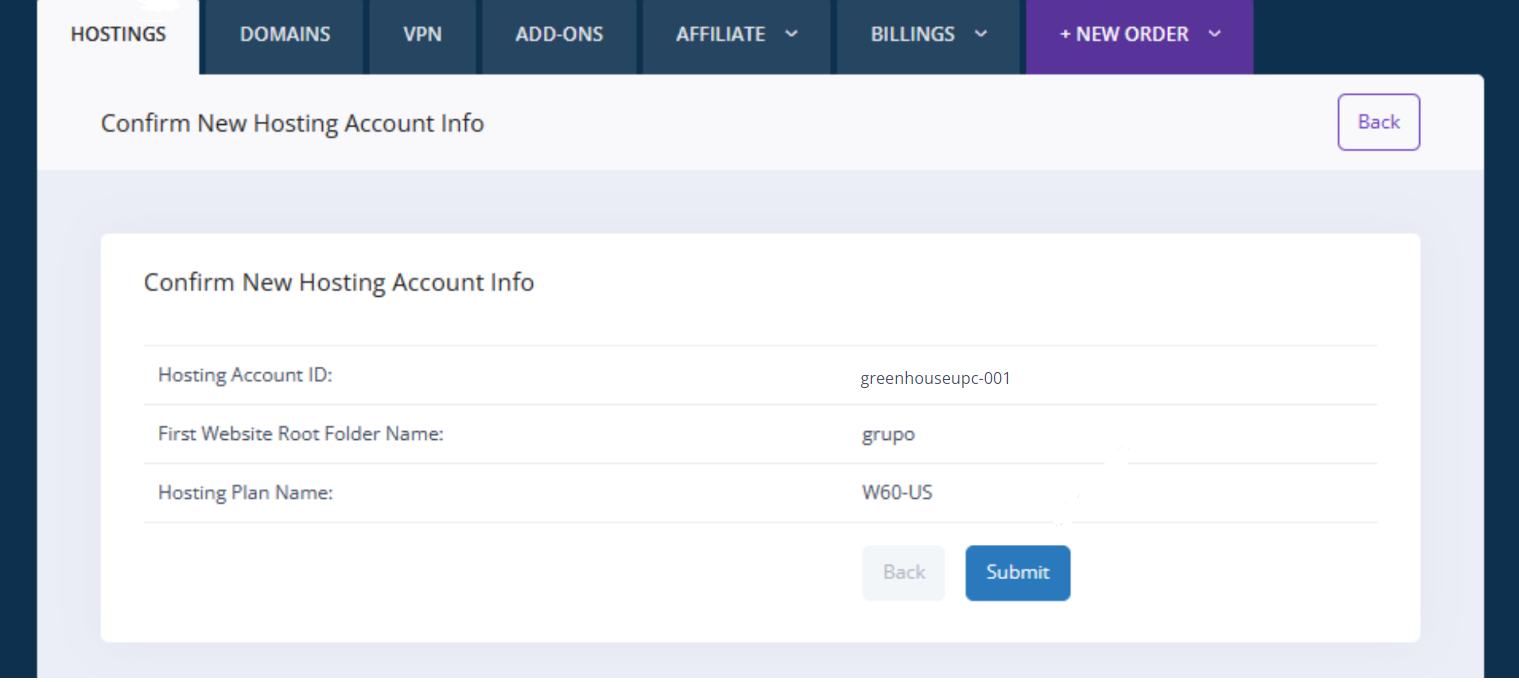 HOSTINGS DOMAINS VPN ADD-ONS AFFILIATE BILLINGS + NEW ORDER
Confirm New Hosting Account Info Back
Confirm New Hosting Account Info
Hosting Account ID: greenhouseupc-001
First Website Root Folder Name: grupo
Hosting Plan Name: W60-US
Back Submit